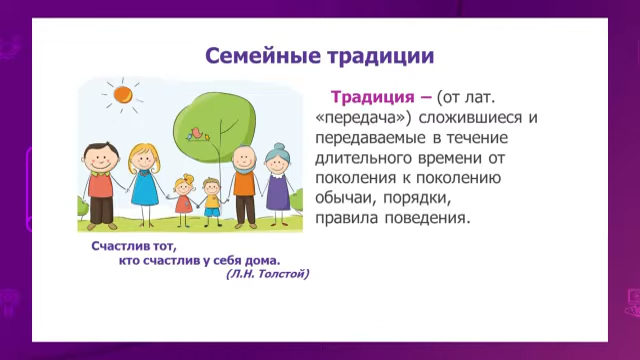 Семейные традиции
Традиция – (от лат.
«передача») сложившиеся и
передаваемые в течение
длительного времени от
поколения к поколению
обычаи, порядки,
правила поведения.
Счастлив тот,
кто счастлив у себя дома.
(Л.Н. Толстой)